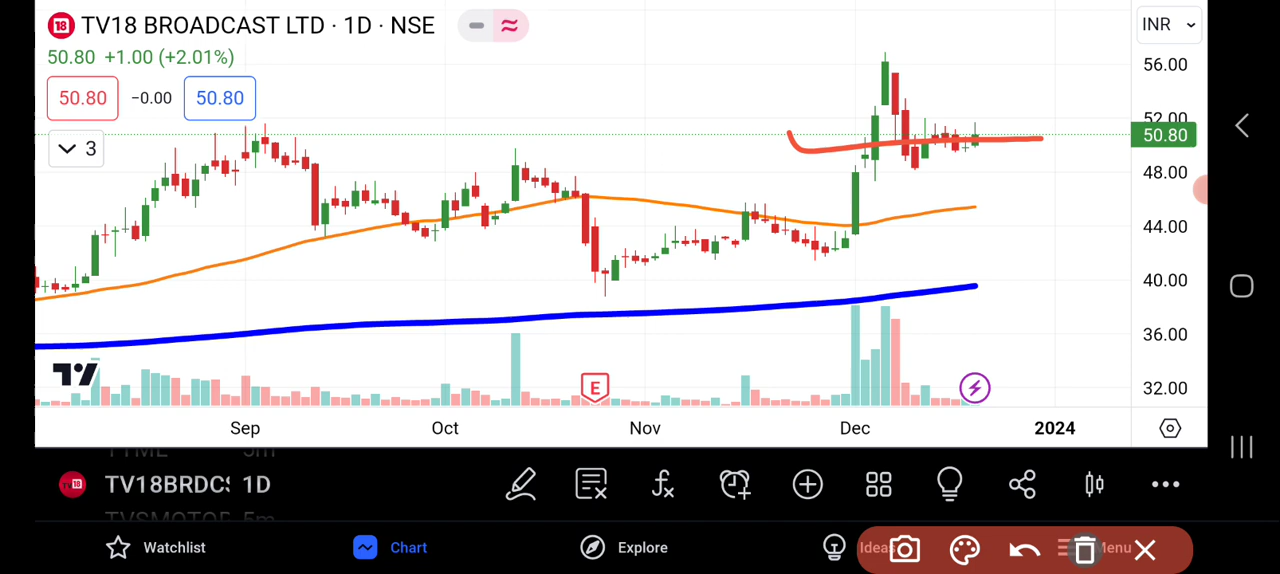 18 TV18 BROADCAST LTD · 1D · NSE
INR
50.80 +1.00 (+2.01%)
50.80 −0.00 50.80
3
56.00
52.00
50.80
48.00
44.00
40.00
36.00
32.00
E
Sep Oct Nov Dec 2024
TV18BRDCS 1D
TVSMOTOR 5m
Watchlist Chart Explore Ideas Menu